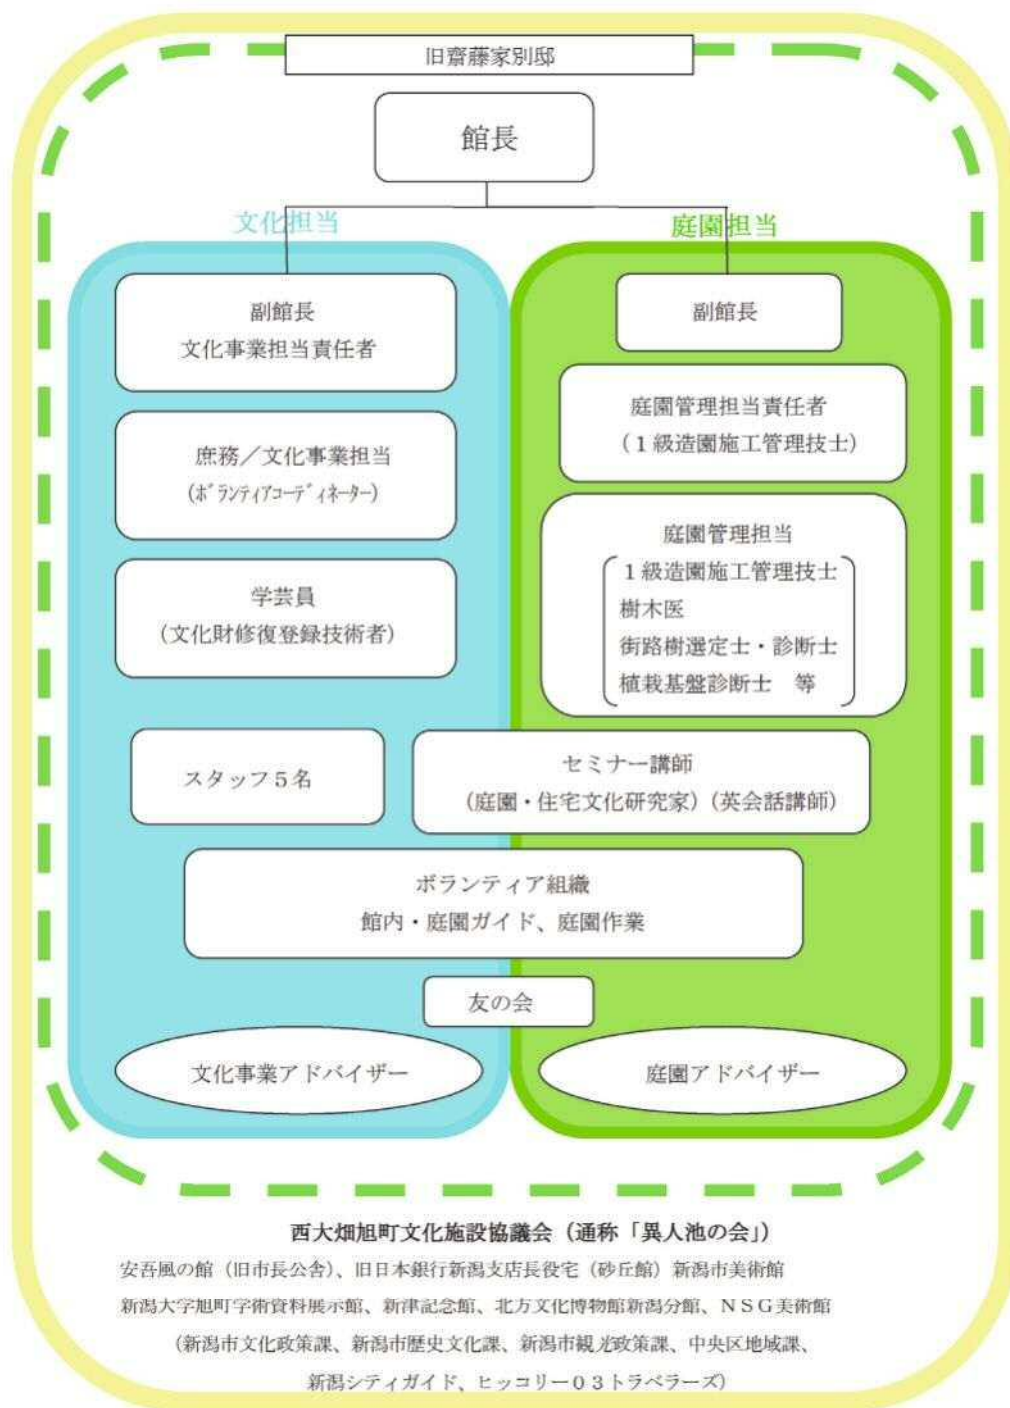 旧齋藤家別邸
館長
文化担当
庭園担当
副館長
文化事業担当責任者
副館長
庶務／文化事業担当
(ﾎﾞﾗﾝﾃｨｱｺｰﾃﾞｨﾈｰﾀｰ)
庭園管理担当責任者
（１級造園施工管理技士）
学芸員
（文化財修復登録技術者）
庭園管理担当
１級造園施工管理技士
樹木医
街路樹選定士・診断士
植栽基盤診断士　等
スタッフ５名
セミナー講師
（庭園・住宅文化研究家）（英会話講師）
ボランティア組織
館内・庭園ガイド、庭園作業
友の会
文化事業アドバイザー
庭園アドバイザー
西大畑旭町文化施設協議会（通称「異人池の会」）
安吾風の館（旧市長公舎）、旧日本銀行新潟支店長役宅（砂丘館）新潟市美術館
新潟大学旭町学術資料展示館、新津記念館、北方文化博物館新潟分館、ＮＳＧ美術館
（新潟市文化政策課、新潟市歴史文化課、新潟市観光政策課、中央区地域課、
新潟シティガイド、ヒッコリー０３トラベラーズ）